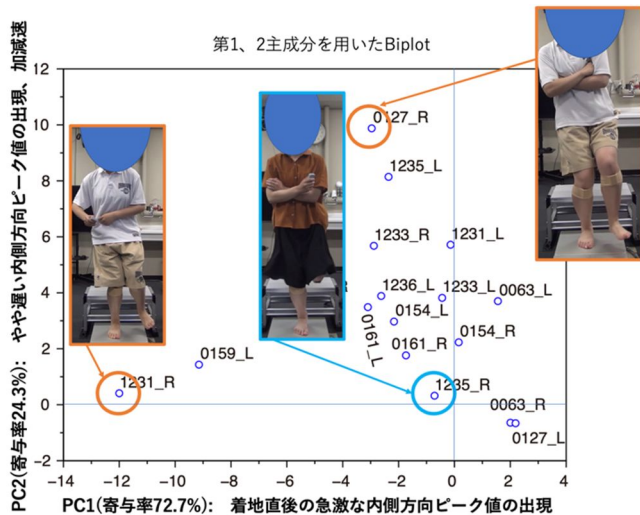 第1、2主成分を用いたBiplot
PC2(寄与率24.3%): やや遅い内側方向ピーク値の出現、加減速
12
10
8
6
4
2
0
−2
0127_R
1235_L
1233_R
1231_L
1236_L
1233_L
0063_L
0161_L
0154_L
0154_R
0161_R
0159_L
1231_R
1235_R
0063_R
0127_L
−14
−12
−10
−8
−6
−4
−2
0
2
4
PC1(寄与率72.7%): 着地直後の急激な内側方向ピーク値の出現